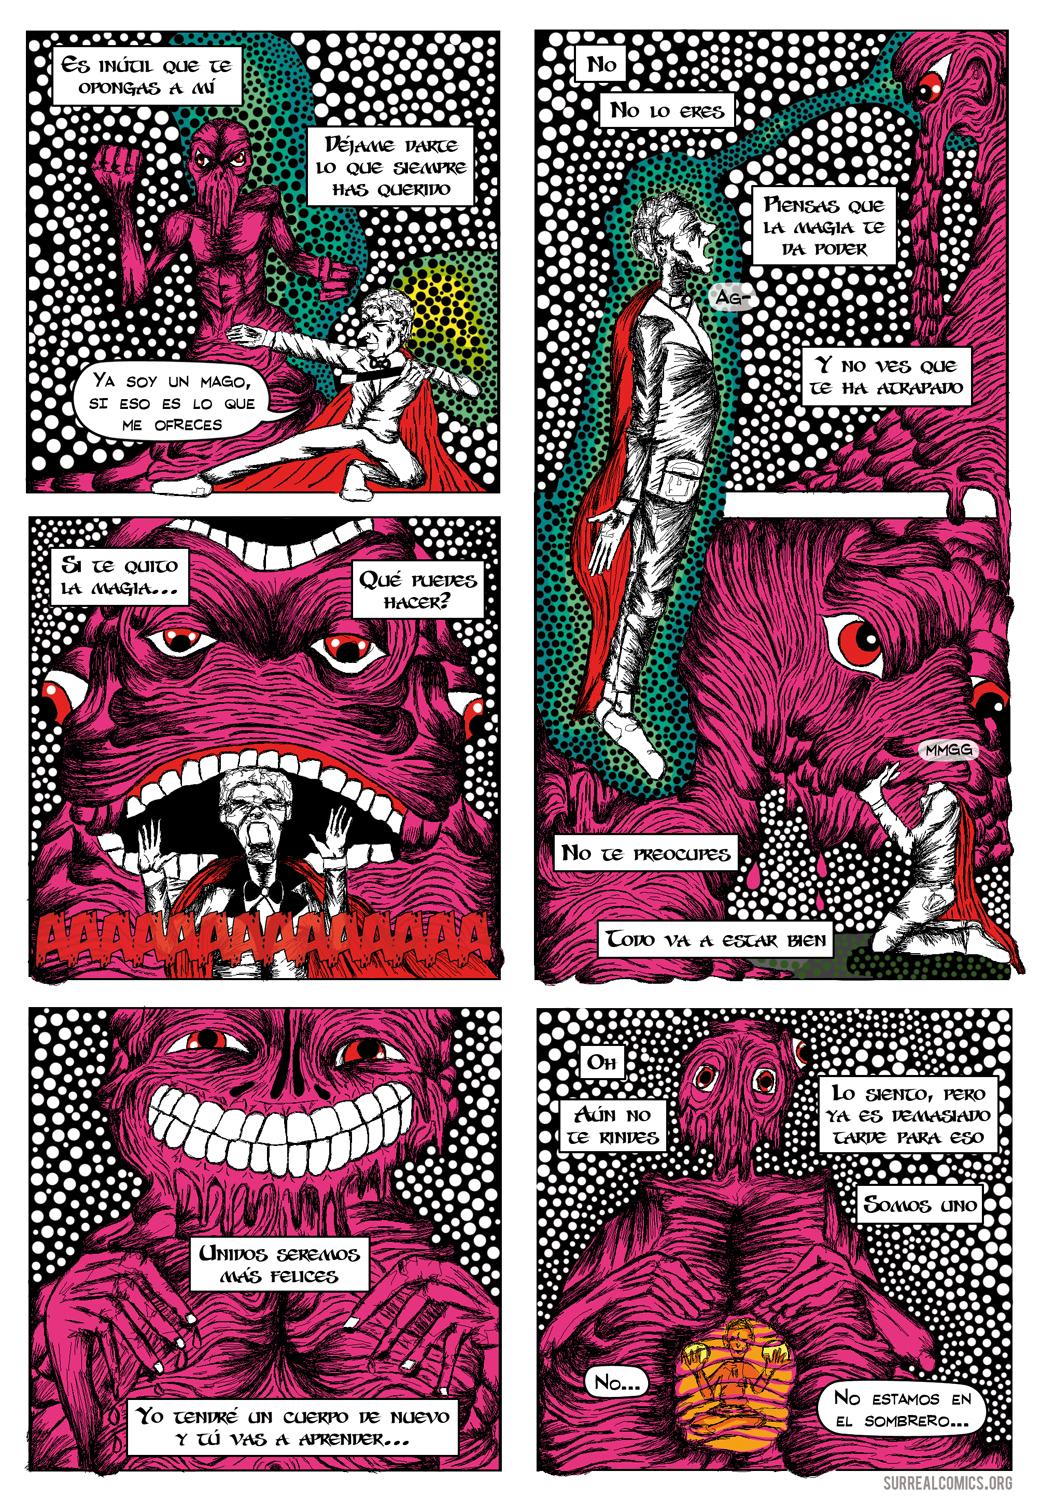 Es inútil que te
opongas a mí
Déjame darte
lo que siempre
has querido
Ya soy un mago,
si eso es lo que
me ofreces
No
No lo eres
Piensas que
la magia te
da poder
Ag-
Y no ves que
te ha atrapado
Si te quito
la magia...
Qué puedes
hacer?
AAAAAAAAAAAAAA
MMGG
No te preocupes
Todo va a estar bien
Unidos seremos
más felices
Yo tendré un cuerpo de nuevo
y tú vas a aprender...
Oh
Aún no
te rindes
Lo siento, pero
ya es demasiado
tarde para eso
Somos uno
No...
No estamos en
el sombrero...
SURREALCOMICS.ORG